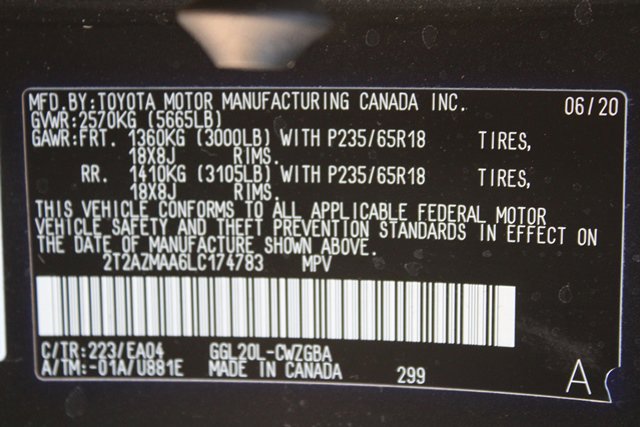 MFD.BY:TOYOTA MOTOR MANUFACTURING CANADA INC. 06/20
GVWR:2570KG (5665LB)
GAWR:FRT. 1360KG (3000LB) WITH P235/65R18 TIRES,
18X8J RIMS.
RR. 1410KG (3105LB) WITH P235/65R18 TIRES,
18X8J RIMS.
THIS VEHICLE CONFORMS TO ALL APPLICABLE FEDERAL MOTOR
VEHICLE SAFETY AND THEFT PREVENTION STANDARDS IN EFFECT ON
THE DATE OF MANUFACTURE SHOWN ABOVE.
2T2AZMAA6LC174783 MPV
C/TR:223/EA04 GGL20L-CWZGBA
A/TM:-01A/U881E MADE IN CANADA 299 A